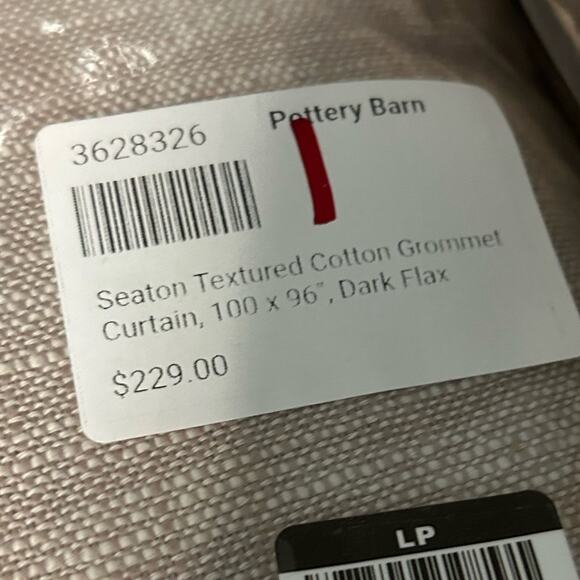 3628326
Pottery Barn
Seaton Textured Cotton Grommet
Curtain, 100 x 96", Dark Flax
$229.00
LP